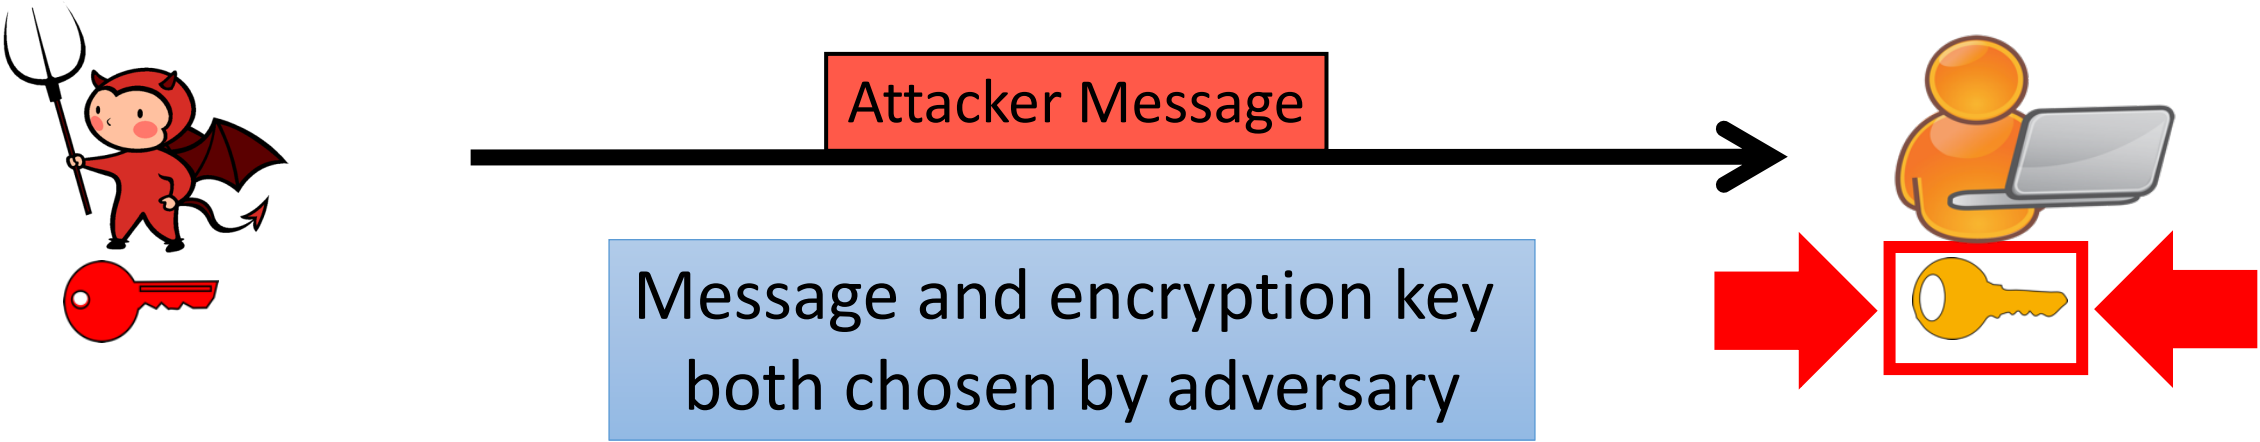 Attacker Message
Message and encryption key
both chosen by adversary